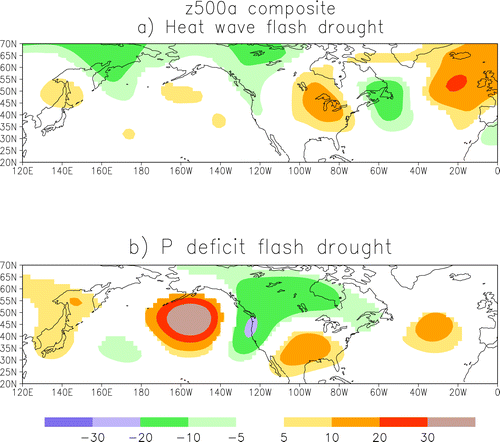 z500a composite
a) Heat wave flash drought
70N
65N
60N
55N
50N
45N
40N
35N
30N
25N
20N
120E 140E 160E 180 160W 140W 120W 100W 80W 60W 40W 20W 0
b) P deficit flash drought
70N
65N
60N
55N
50N
45N
40N
35N
30N
25N
20N
120E 140E 160E 180 160W 140W 120W 100W 80W 60W 40W 20W 0
-30 -20 -10 -5 5 10 20 30